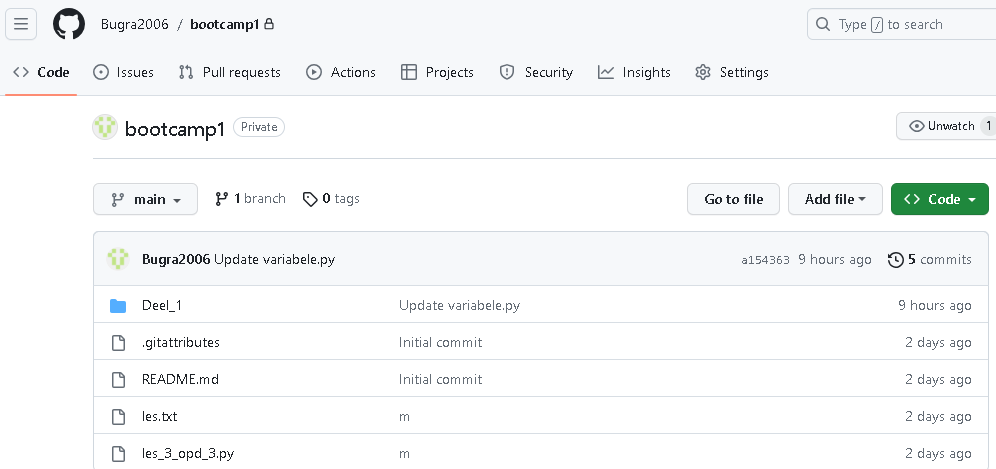 Bugra2006 / bootcamp1 Type / to search
Code Issues Pull requests Actions Projects Security Insights Settings
bootcamp1 Private Unwatch 1
main 1 branch 0 tags Go to file Add file Code
Bugra2006 Update variabele.py a154363 9 hours ago 5 commits
Deel_1 Update variabele.py 9 hours ago
.gitattributes Initial commit 2 days ago
README.md Initial commit 2 days ago
les.txt m 2 days ago
les_3_opd_3.py m 2 days ago